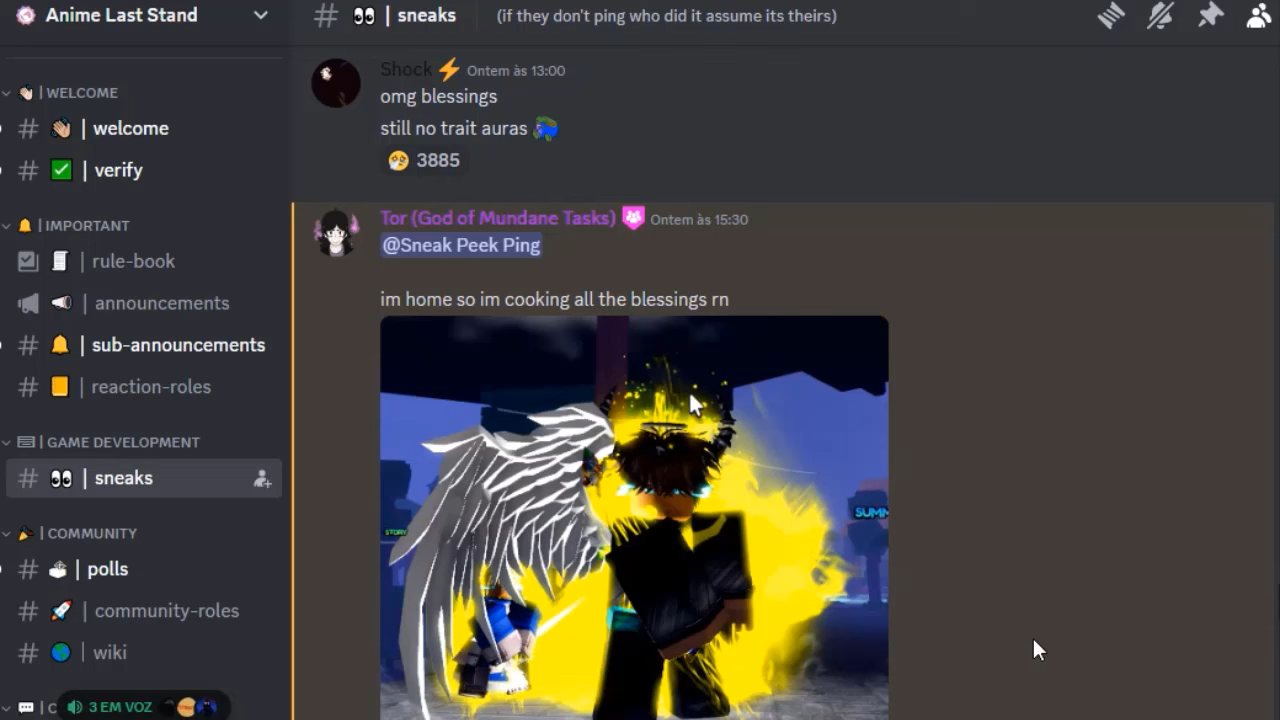 Anime Last Stand
sneaks
(if they don't ping who did it assume its theirs)
WELCOME
welcome
verify
IMPORTANT
rule-book
announcements
sub-announcements
reaction-roles
GAME DEVELOPMENT
sneaks
COMMUNITY
polls
community-roles
wiki
C
3 EM VOZ
Shock Ontem às 13:00
omg blessings
still no trait auras
3885
Tor (God of Mundane Tasks) Ontem às 15:30
@Sneak Peek Ping
im home so im cooking all the blessings rn
STORY
SUMM